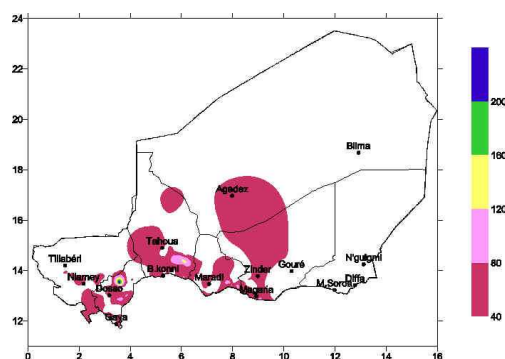 24
22
20
18
16
14
12
0 2 4 6 8 10 12 14 16
Bilma
Agadez
Tahoua
Tillabéri
N'guigmi
B.konni
Zinder
Gouré
Niamey
Maradi
Diffa
Dosso
Magaria
M.Soroa
Gaya
200
160
120
80
40